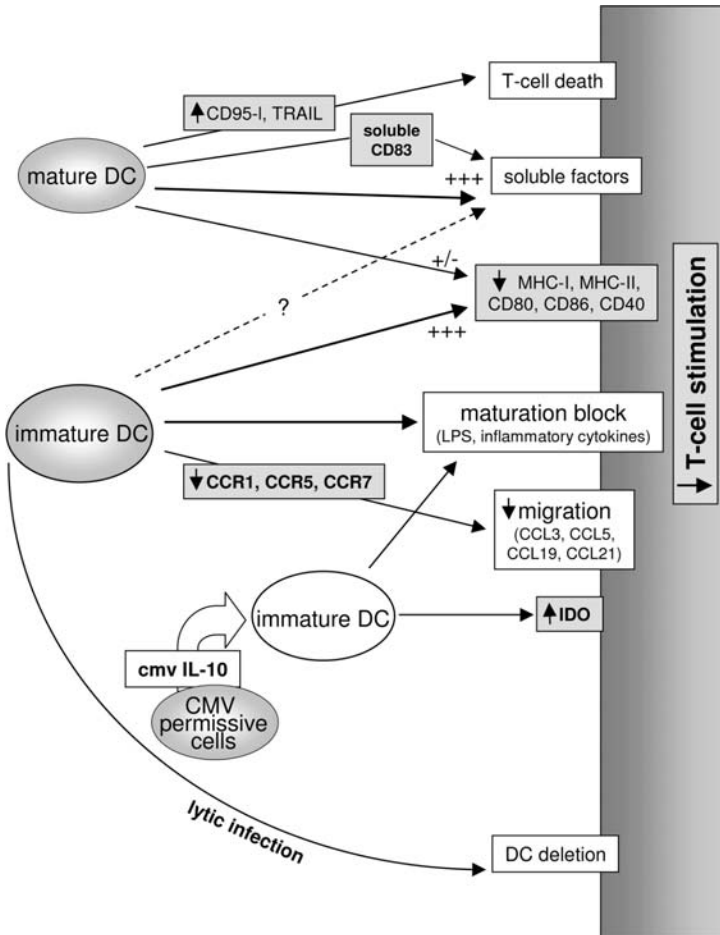 T-cell death
↑CD95-l, TRAIL
soluble
CD83
mature DC
+++
soluble factors
+/-
↓ MHC-I, MHC-II,
CD80, CD86, CD40
?
+++
↓ T-cell stimulation
immature DC
maturation block
(LPS, inflammatory cytokines)
↓CCR1, CCR5, CCR7
↓migration
(CCL3, CCL5,
CCL19, CCL21)
immature DC
↑IDO
cmv IL-10
CMV
permissive
cells
lytic infection
DC deletion